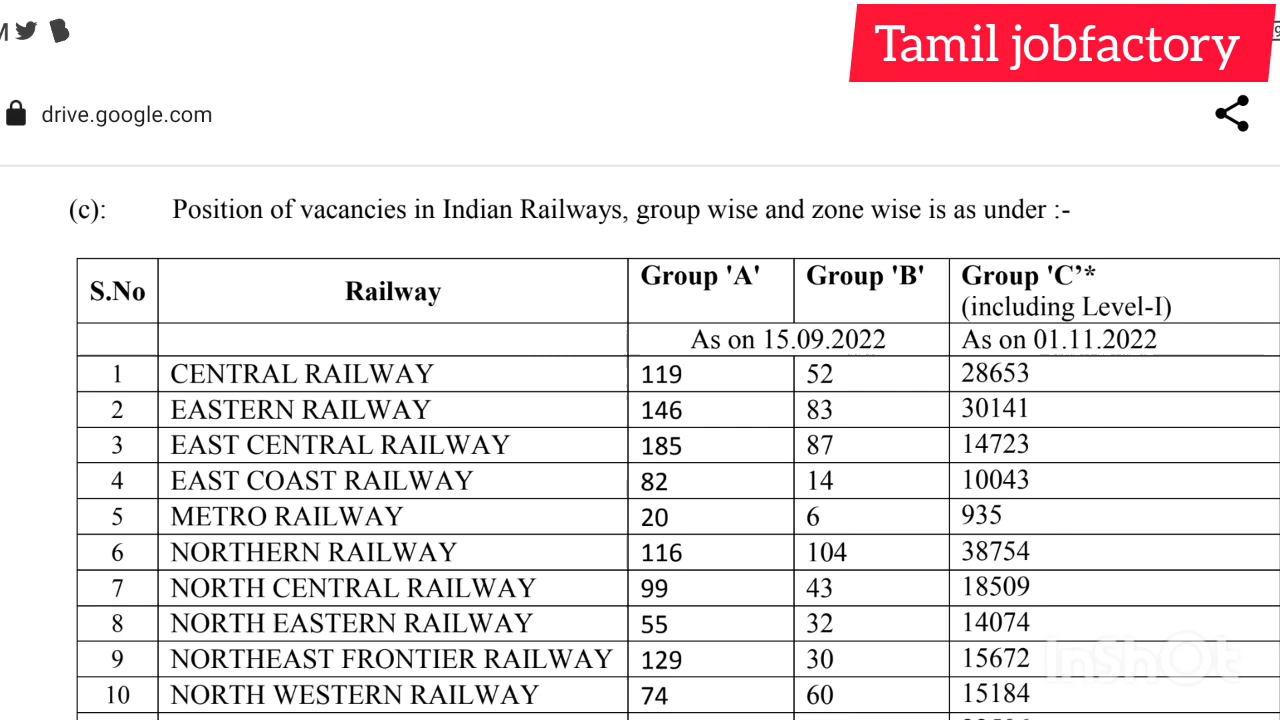 Tamil jobfactory
drive.google.com
(c): Position of vacancies in Indian Railways, group wise and zone wise is as under :-
S.No Railway Group 'A' Group 'B' Group 'C’* (including Level-I)
As on 15.09.2022 As on 01.11.2022
1 CENTRAL RAILWAY 119 52 28653
2 EASTERN RAILWAY 146 83 30141
3 EAST CENTRAL RAILWAY 185 87 14723
4 EAST COAST RAILWAY 82 14 10043
5 METRO RAILWAY 20 6 935
6 NORTHERN RAILWAY 116 104 38754
7 NORTH CENTRAL RAILWAY 99 43 18509
8 NORTH EASTERN RAILWAY 55 32 14074
9 NORTHEAST FRONTIER RAILWAY 129 30 15672
InShOt
10 NORTH WESTERN RAILWAY 74 60 15184